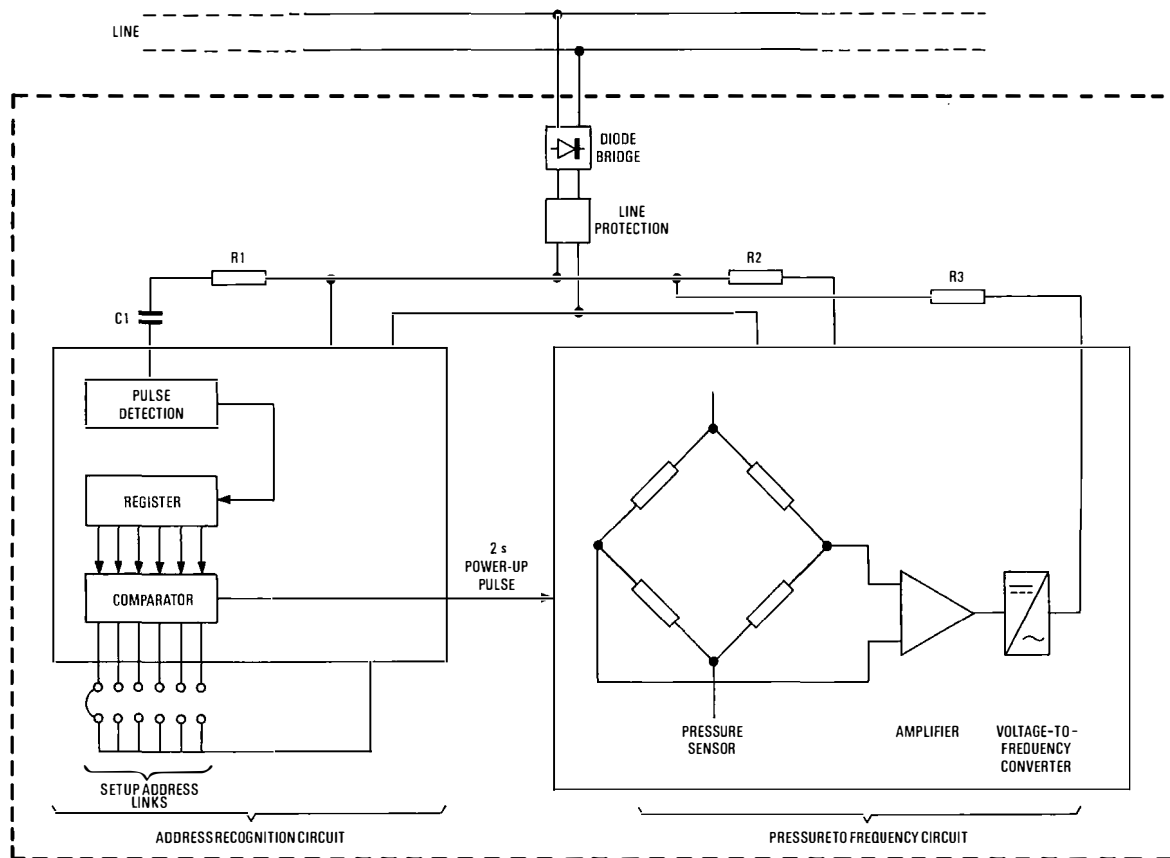 LINE
DIODE
BRIDGE
LINE
PROTECTION
R1
R2
R3
C1
PULSE
DETECTION
REGISTER
COMPARATOR
2 s
POWER-UP
PULSE
PRESSURE
SENSOR
AMPLIFIER
VOLTAGE-TO-
FREQUENCY
CONVERTER
SETUP ADDRESS
LINKS
ADDRESS RECOGNITION CIRCUIT
PRESSURE TO FREQUENCY CIRCUIT